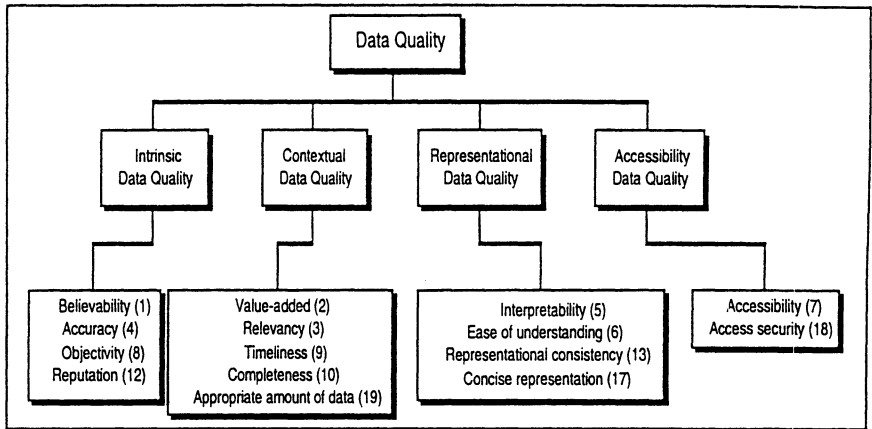 Data Quality
Intrinsic
Data Quality
Contextual
Data Quality
Representational
Data Quality
Accessibility
Data Quality
Believability (1)
Accuracy (4)
Objectivity (8)
Reputation (12)
Value-added (2)
Relevancy (3)
Timeliness (9)
Completeness (10)
Appropriate amount of data (19)
Interpretability (5)
Ease of understanding (6)
Representational consistency (13)
Concise representation (17)
Accessibility (7)
Access security (18)